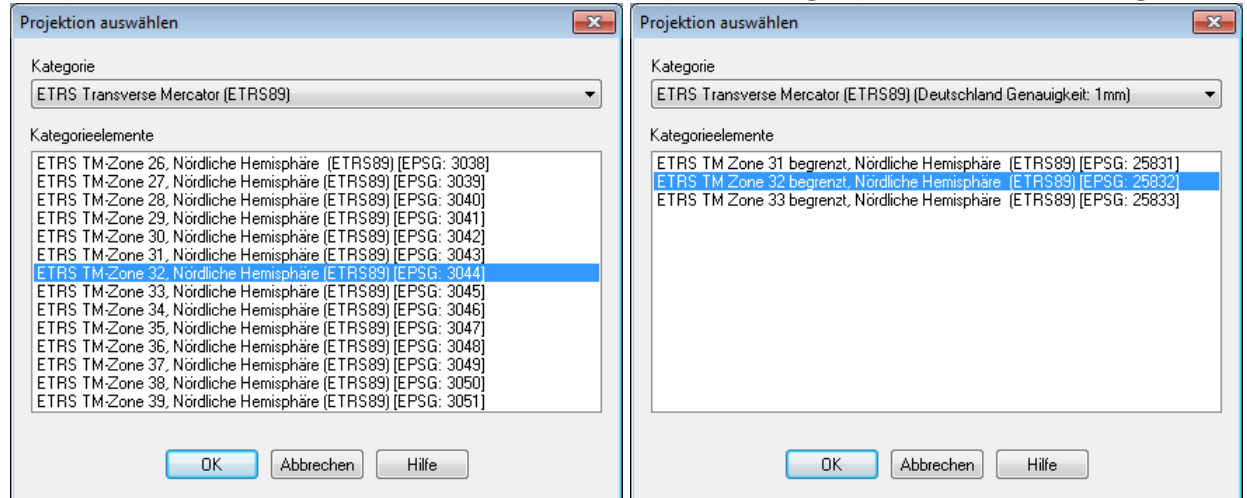 Projektion auswählen
Kategorie
ETRS Transverse Mercator (ETRS89)
Kategorieelemente
ETRS TM-Zone 26, Nördliche Hemisphäre (ETRS89) [EPSG: 3038]
ETRS TM-Zone 27, Nördliche Hemisphäre (ETRS89) [EPSG: 3039]
ETRS TM-Zone 28, Nördliche Hemisphäre (ETRS89) [EPSG: 3040]
ETRS TM-Zone 29, Nördliche Hemisphäre (ETRS89) [EPSG: 3041]
ETRS TM-Zone 30, Nördliche Hemisphäre (ETRS89) [EPSG: 3042]
ETRS TM-Zone 31, Nördliche Hemisphäre (ETRS89) [EPSG: 3043]
ETRS TM-Zone 32, Nördliche Hemisphäre (ETRS89) [EPSG: 3044]
ETRS TM-Zone 33, Nördliche Hemisphäre (ETRS89) [EPSG: 3045]
ETRS TM-Zone 34, Nördliche Hemisphäre (ETRS89) [EPSG: 3046]
ETRS TM-Zone 35, Nördliche Hemisphäre (ETRS89) [EPSG: 3047]
ETRS TM-Zone 36, Nördliche Hemisphäre (ETRS89) [EPSG: 3048]
ETRS TM-Zone 37, Nördliche Hemisphäre (ETRS89) [EPSG: 3049]
ETRS TM-Zone 38, Nördliche Hemisphäre (ETRS89) [EPSG: 3050]
ETRS TM-Zone 39, Nördliche Hemisphäre (ETRS89) [EPSG: 3051]
OK Abbrechen Hilfe
Projektion auswählen
Kategorie
ETRS Transverse Mercator (ETRS89) (Deutschland Genauigkeit: 1mm)
Kategorieelemente
ETRS TM Zone 31 begrenzt, Nördliche Hemisphäre (ETRS89) [EPSG: 25831]
ETRS TM Zone 32 begrenzt, Nördliche Hemisphäre (ETRS89) [EPSG: 25832]
ETRS TM Zone 33 begrenzt, Nördliche Hemisphäre (ETRS89) [EPSG: 25833]
OK Abbrechen Hilfe